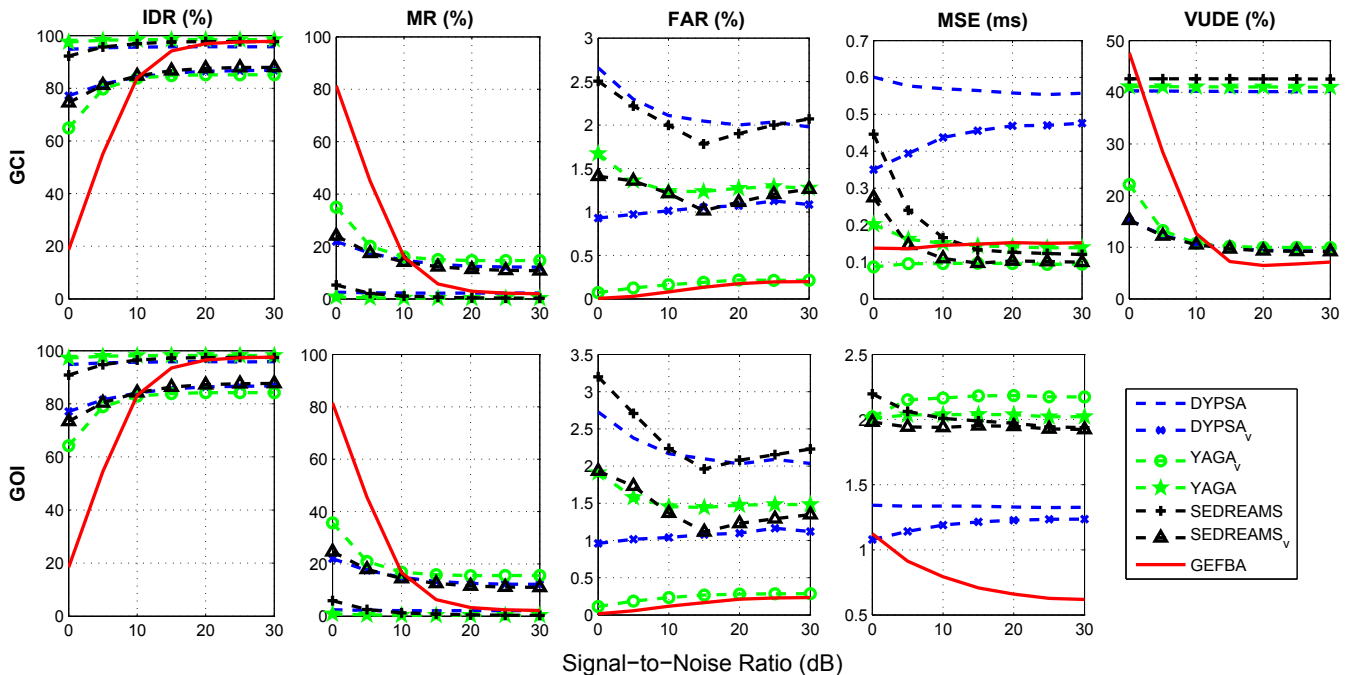 IDR (%) MR (%) FAR (%) MSE (ms) VUDE (%)
GCI
100
80
60
40
20
0
0 10 20 30
100
80
60
40
20
0
0 10 20 30
3
2.5
2
1.5
1
0.5
0
0 10 20 30
0.7
0.6
0.5
0.4
0.3
0.2
0.1
0
0 10 20 30
50
40
30
20
10
0
0 10 20 30
GOI
100
80
60
40
20
0
0 10 20 30
100
80
60
40
20
0
0 10 20 30
3.5
3
2.5
2
1.5
1
0.5
0
0 10 20 30
2.5
2
1.5
1
0.5
0 10 20 30
DYPSA
DYPSAv
YAGAv
YAGA
SEDREAMS
SEDREAMSv
GEFBA
Signal−to−Noise Ratio (dB)